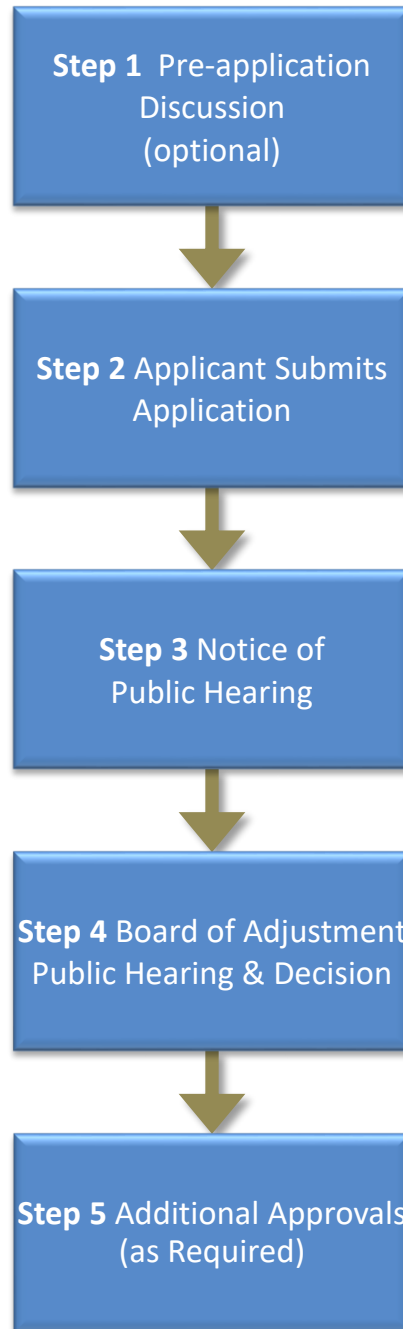 Step 1 Pre-application
Discussion
(optional)
Step 2 Applicant Submits
Application
Step 3 Notice of
Public Hearing
Step 4 Board of Adjustment
Public Hearing & Decision
Step 5 Additional Approvals
(as Required)